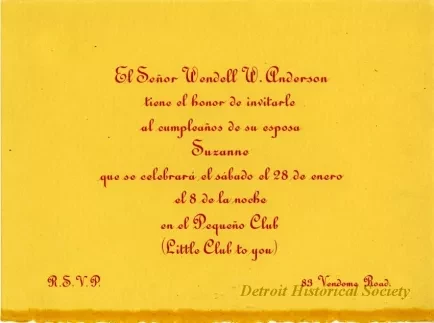 El Señor Wendell W. Anderson
tiene el honor de invitarle
al cumpleaños de su esposa
Suzanne
que se celebrará el sábado el 28 de enero
el 8 de la noche
en el Pequeño Club
(Little Club to you)
R.S.V.P. 89 Vendome Road.
Detroit Historical Society